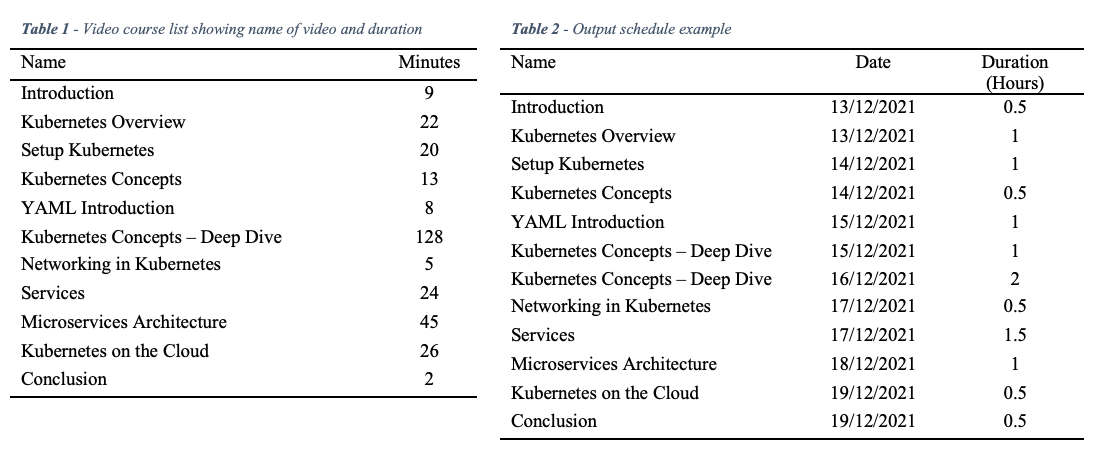 Table 1 - Video course list showing name of video and duration
Name Minutes
Introduction 9
Kubernetes Overview 22
Setup Kubernetes 20
Kubernetes Concepts 13
YAML Introduction 8
Kubernetes Concepts – Deep Dive 128
Networking in Kubernetes 5
Services 24
Microservices Architecture 45
Kubernetes on the Cloud 26
Conclusion 2
Table 2 - Output schedule example
Name Date Duration
(Hours)
Introduction 13/12/2021 0.5
Kubernetes Overview 13/12/2021 1
Setup Kubernetes 14/12/2021 1
Kubernetes Concepts 14/12/2021 0.5
YAML Introduction 15/12/2021 1
Kubernetes Concepts – Deep Dive 15/12/2021 1
Kubernetes Concepts – Deep Dive 16/12/2021 2
Networking in Kubernetes 17/12/2021 0.5
Services 17/12/2021 1.5
Microservices Architecture 18/12/2021 1
Kubernetes on the Cloud 19/12/2021 0.5
Conclusion 19/12/2021 0.5